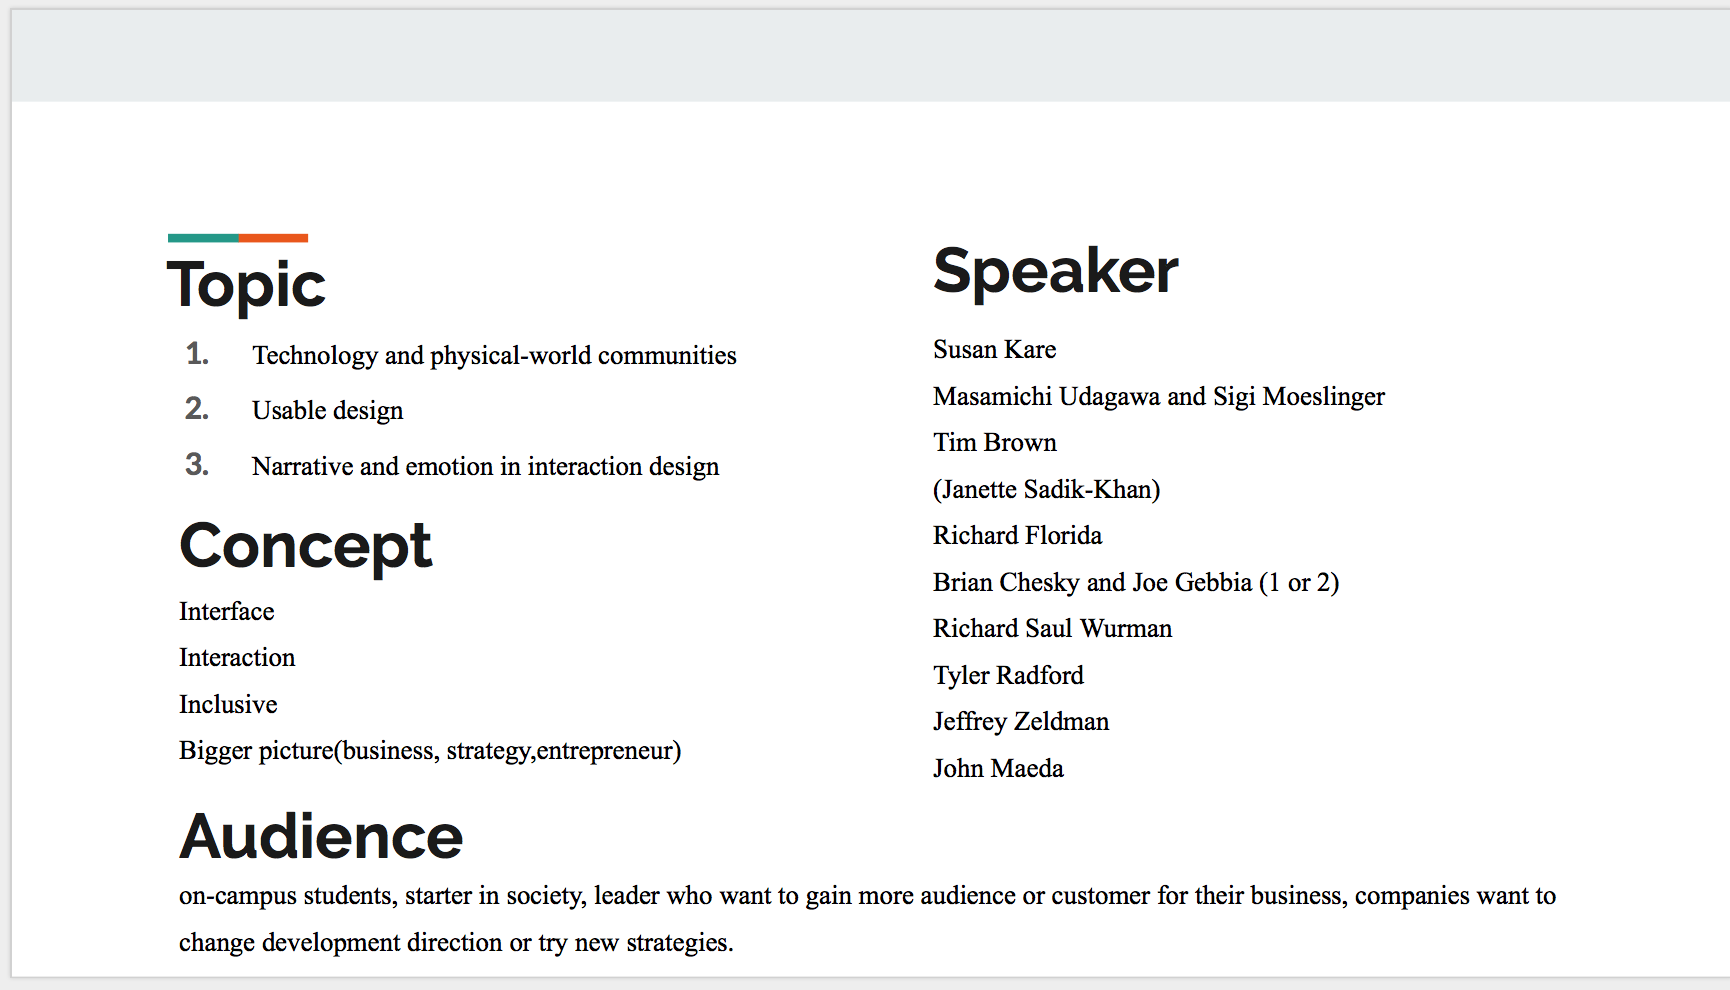 Topic
1. Technology and physical-world communities
2. Usable design
3. Narrative and emotion in interaction design
Concept
Interface
Interaction
Inclusive
Bigger picture(business, strategy,entrepreneur)
Speaker
Susan Kare
Masamichi Udagawa and Sigi Moeslinger
Tim Brown
(Janette Sadik-Khan)
Richard Florida
Brian Chesky and Joe Gebbia (1 or 2)
Richard Saul Wurman
Tyler Radford
Jeffrey Zeldman
John Maeda
Audience
on-campus students, starter in society, leader who want to gain more audience or customer for their business, companies want to
change development direction or try new strategies.